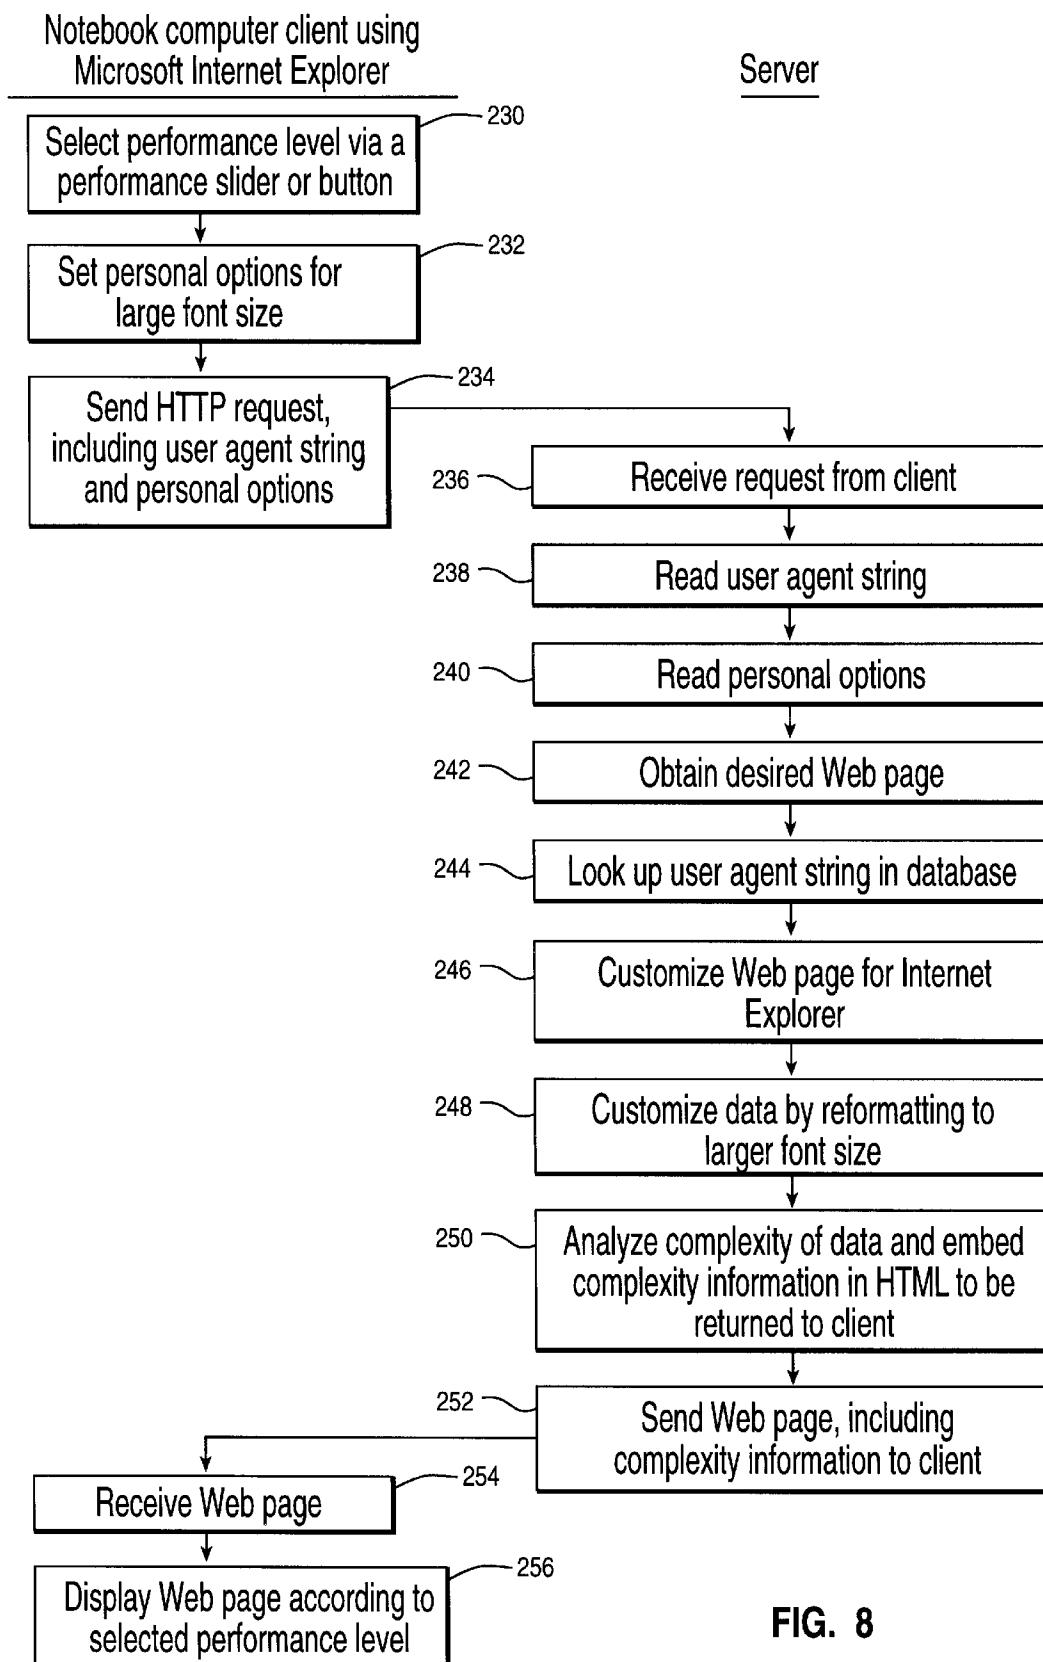 Notebook computer client using
Microsoft Internet Explorer
Server
230
Select performance level via a
performance slider or button
232
Set personal options for
large font size
234
Send HTTP request,
including user agent string
and personal options
236
Receive request from client
238
Read user agent string
240
Read personal options
242
Obtain desired Web page
244
Look up user agent string in database
246
Customize Web page for Internet
Explorer
248
Customize data by reformatting to
larger font size
250
Analyze complexity of data and embed
complexity information in HTML to be
returned to client
252
Send Web page, including
complexity information to client
254
Receive Web page
256
Display Web page according to
selected performance level
FIG. 8